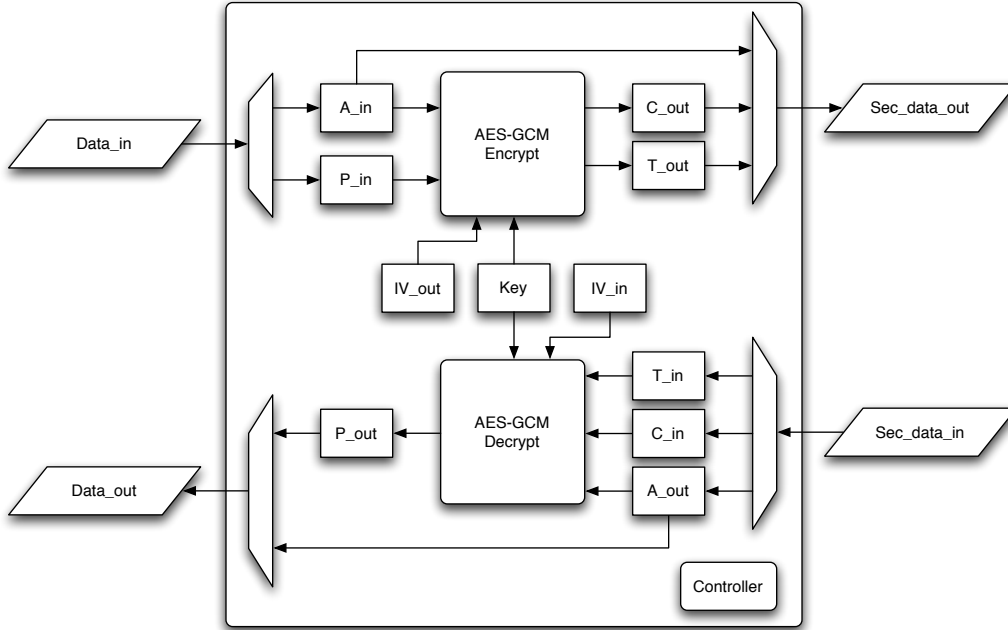 A_in
C_out
Sec_data_out
Data_in
AES-GCM
Encrypt
P_in
T_out
IV_out
Key
IV_in
T_in
P_out
AES-GCM
Decrypt
C_in
Sec_data_in
Data_out
A_out
Controller